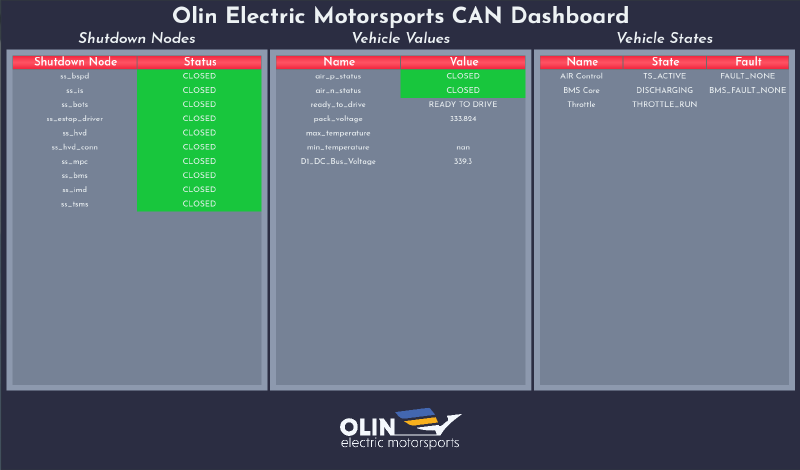 Olin Electric Motorsports CAN Dashboard
Shutdown Nodes
Shutdown Node Status
ss_bspd CLOSED
ss_is CLOSED
ss_bots CLOSED
ss_estop_driver CLOSED
ss_hvd CLOSED
ss_hvd_conn CLOSED
ss_mpc CLOSED
ss_bms CLOSED
ss_imd CLOSED
ss_tsms CLOSED
Vehicle Values
Name Value
air_p_status CLOSED
air_n_status CLOSED
ready_to_drive READY TO DRIVE
pack_voltage 333.824
max_temperature
min_temperature nan
D1_DC_Bus_Voltage 339.3
Vehicle States
Name State Fault
AIR Control TS_ACTIVE FAULT_NONE
BMS Core DISCHARGING BMS_FAULT_NONE
Throttle THROTTLE_RUN
OLIN
electric motorsports